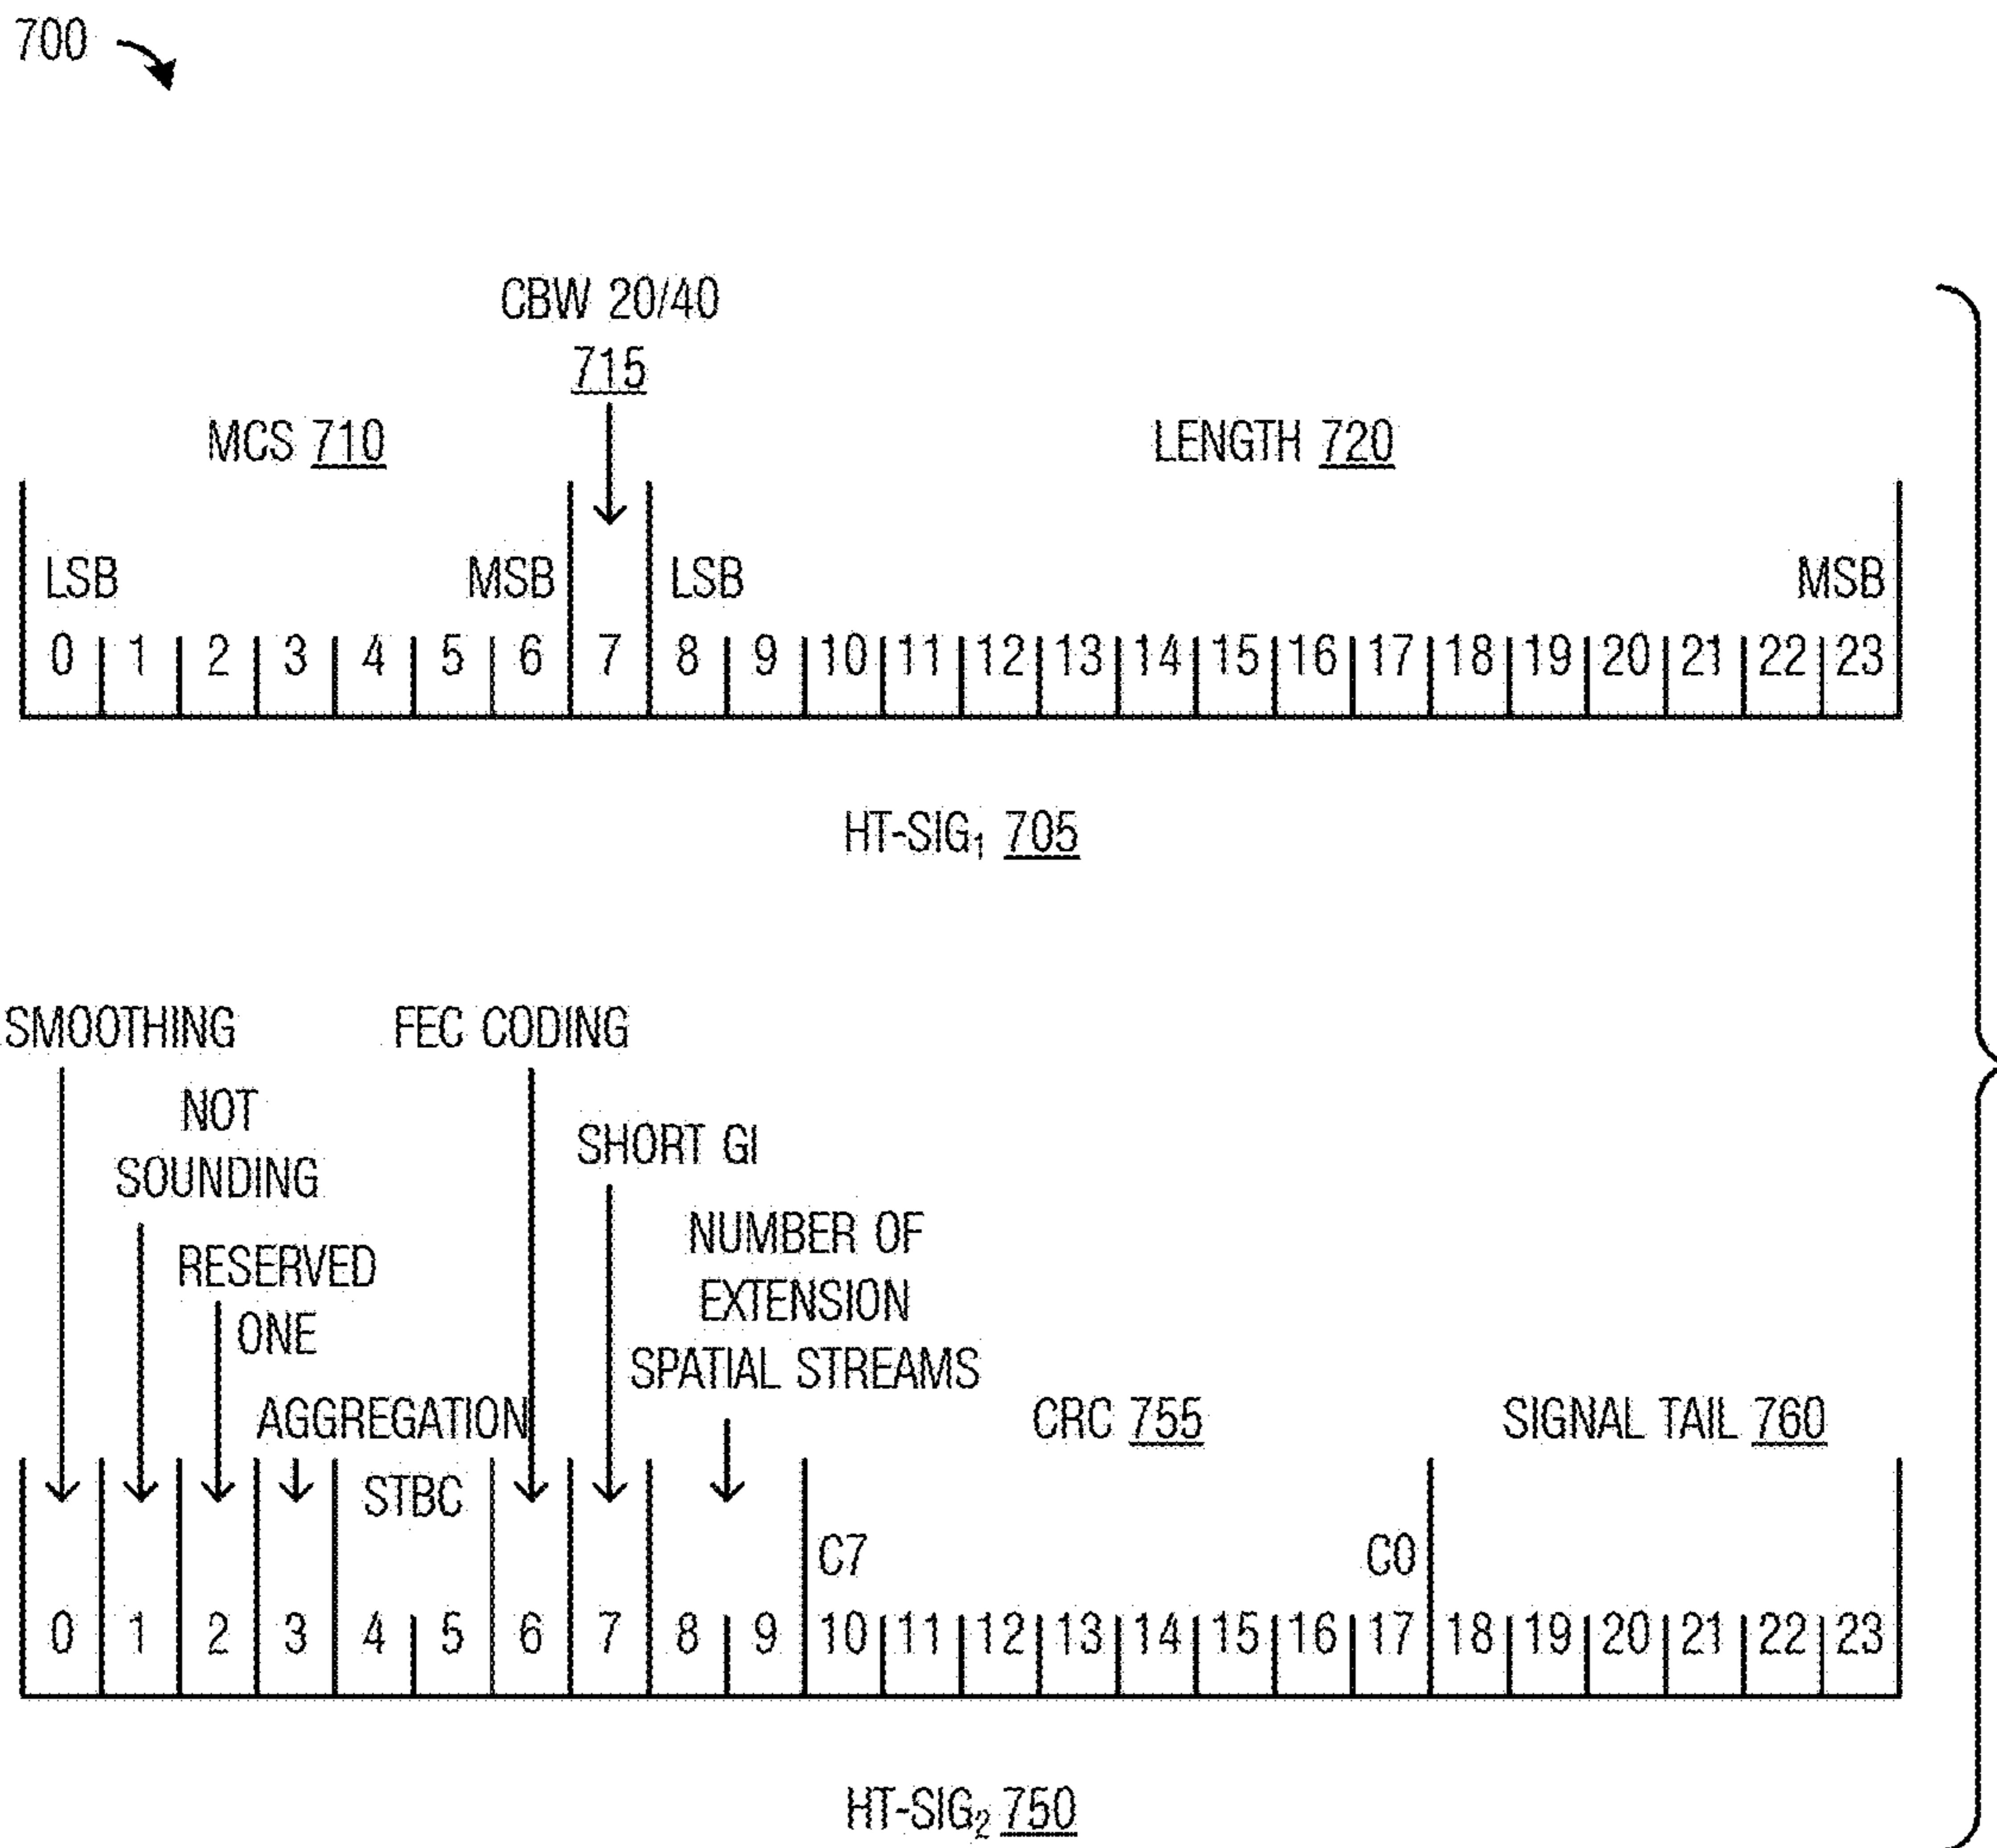 700
CBW 20/40
715
MCS 710
LENGTH 720
LSB
MSB
LSB
MSB
0 1 2 3 4 5 6 7 8 9 10 11 12 13 14 15 16 17 18 19 20 21 22 23
HT-SIG₁ 705
SMOOTHING
FEC CODING
NOT
SOUNDING
SHORT GI
RESERVED
ONE
NUMBER OF
EXTENSION
SPATIAL STREAMS
AGGREGATION
CRC 755
SIGNAL TAIL 760
STBC
C7
C0
0 1 2 3 4 5 6 7 8 9 10 11 12 13 14 15 16 17 18 19 20 21 22 23
HT-SIG₂ 750